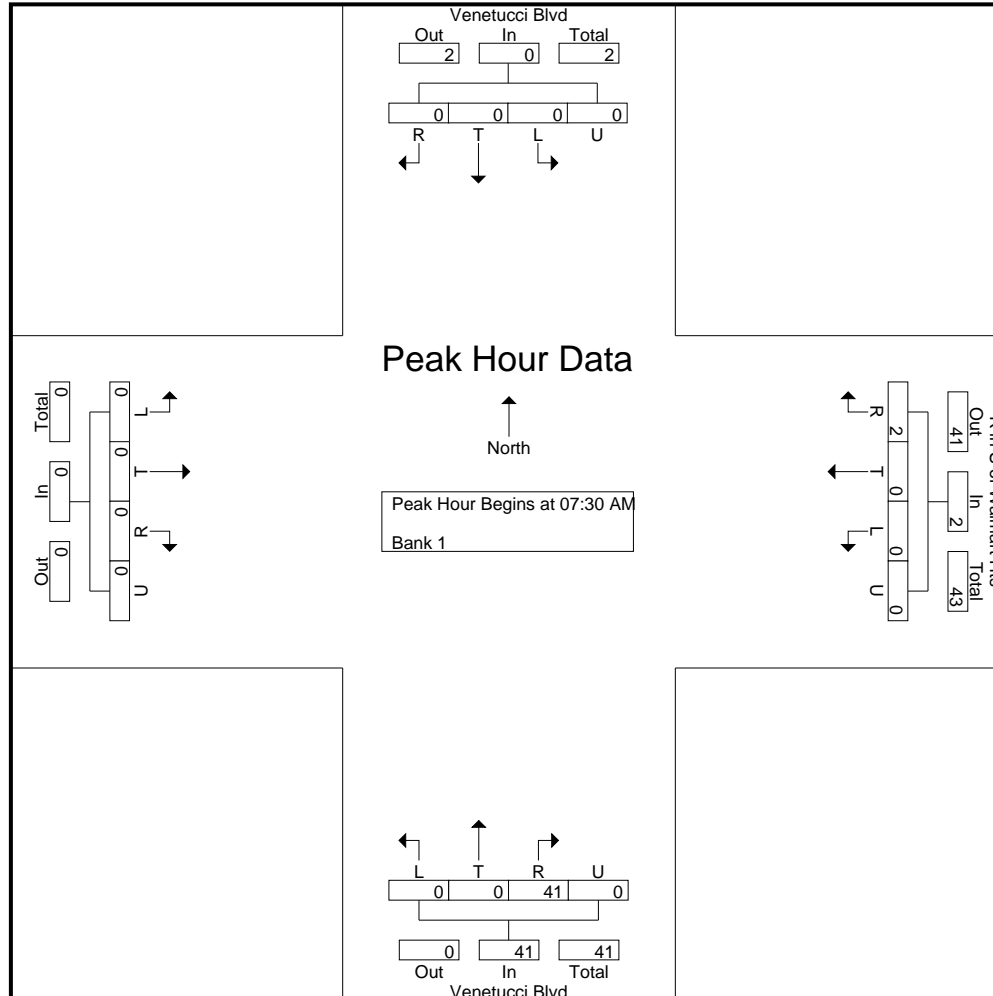 Venetucci Blvd
Out In Total
2 0 2
0 0 0 0
R T L U
Peak Hour Data
North
Peak Hour Begins at 07:30 AM
Bank 1
Total In Out
0 0 0
0 0 0 0
L T R U
R T L U
2 0 0 0
Out In Total
41 2 43
L T R U
0 0 41 0
0 41 41
Out In Total
Venetucci Blvd